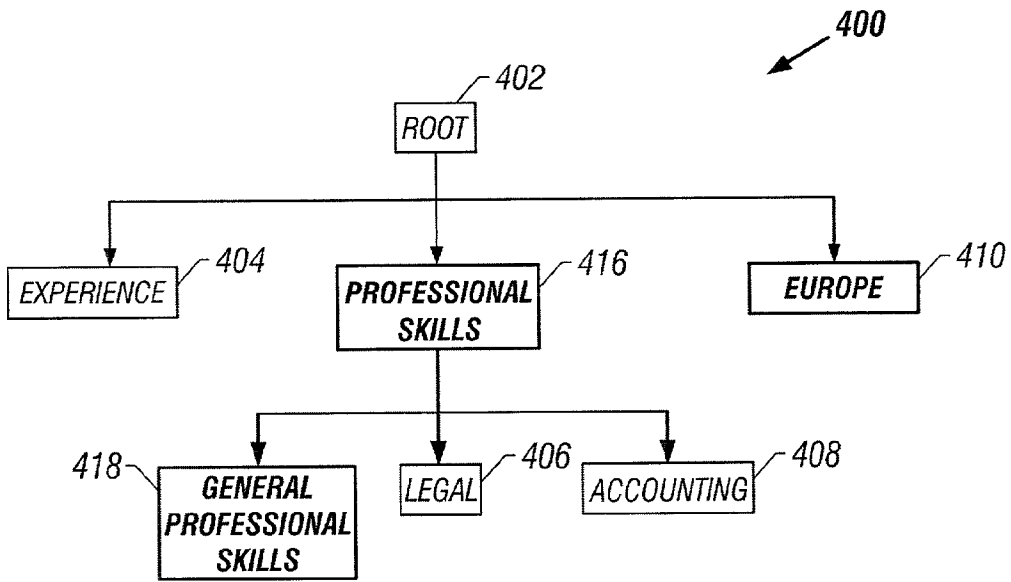 400
402
ROOT
404
EXPERIENCE
416
PROFESSIONAL
SKILLS
410
EUROPE
418
GENERAL
PROFESSIONAL
SKILLS
406
LEGAL
408
ACCOUNTING